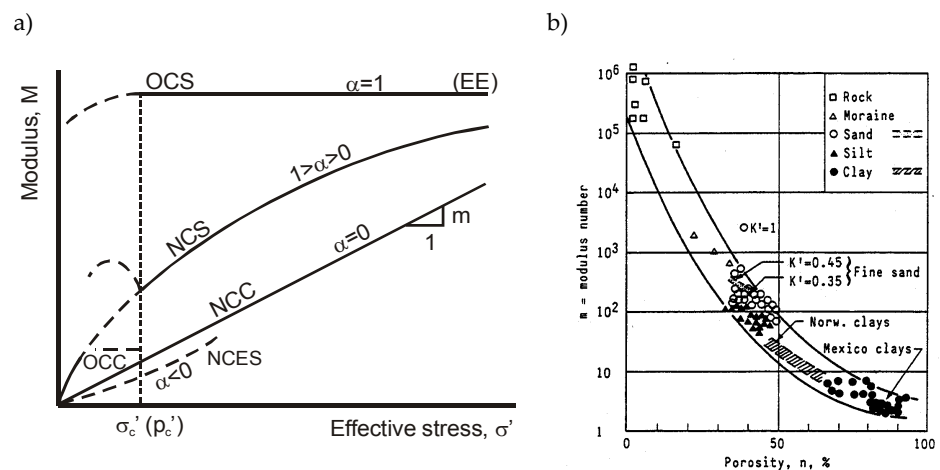 a)
Modulus, M
OCS
α=1
(EE)
1>α>0
NCS
α=0
m
1
NCC
OCC
α<0
NCES
σc' (pc')
Effective stress, σ'
b)
m = modulus number
10⁶
10⁵
10⁴
10³
10²
10
1
□ Rock
△ Moraine
○ Sand
▲ Silt
● Clay
K'=1
K'=0.45
K'=0.35
Fine sand
Norw. clays
Mexico clays
0
50
100
Porosity, n, %